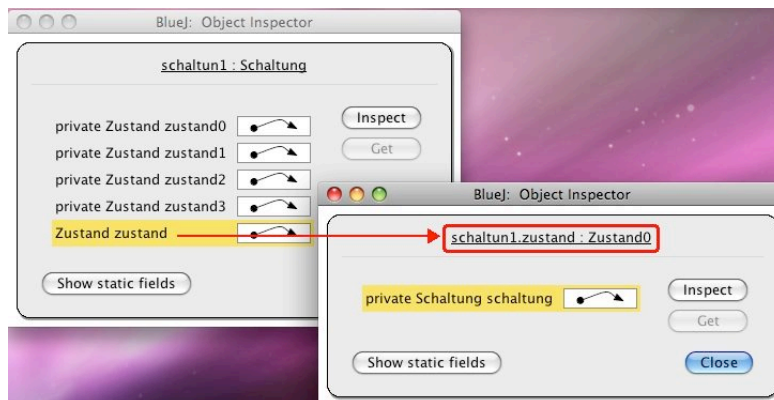 BlueJ: Object Inspector
schaltun1 : Schaltung
private Zustand zustand0
Inspect
private Zustand zustand1
Get
private Zustand zustand2
private Zustand zustand3
Zustand zustand
Show static fields
BlueJ: Object Inspector
schaltun1.zustand : Zustand0
private Schaltung schaltung
Inspect
Get
Show static fields
Close